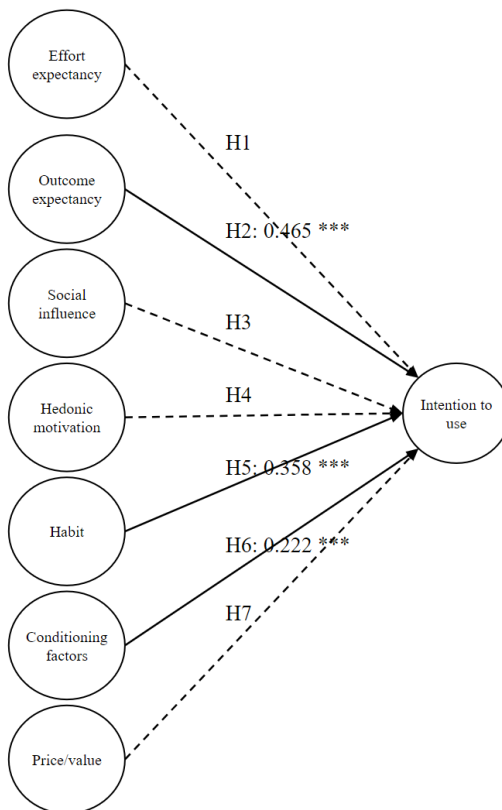 Effort
expectancy
H1
Outcome
expectancy
H2: 0.465 ***
Social
influence
H3
Hedonic
motivation
H4
Intention to
use
Habit
H5: 0.358 ***
Conditioning
factors
H6: 0.222 ***
H7
Price/value